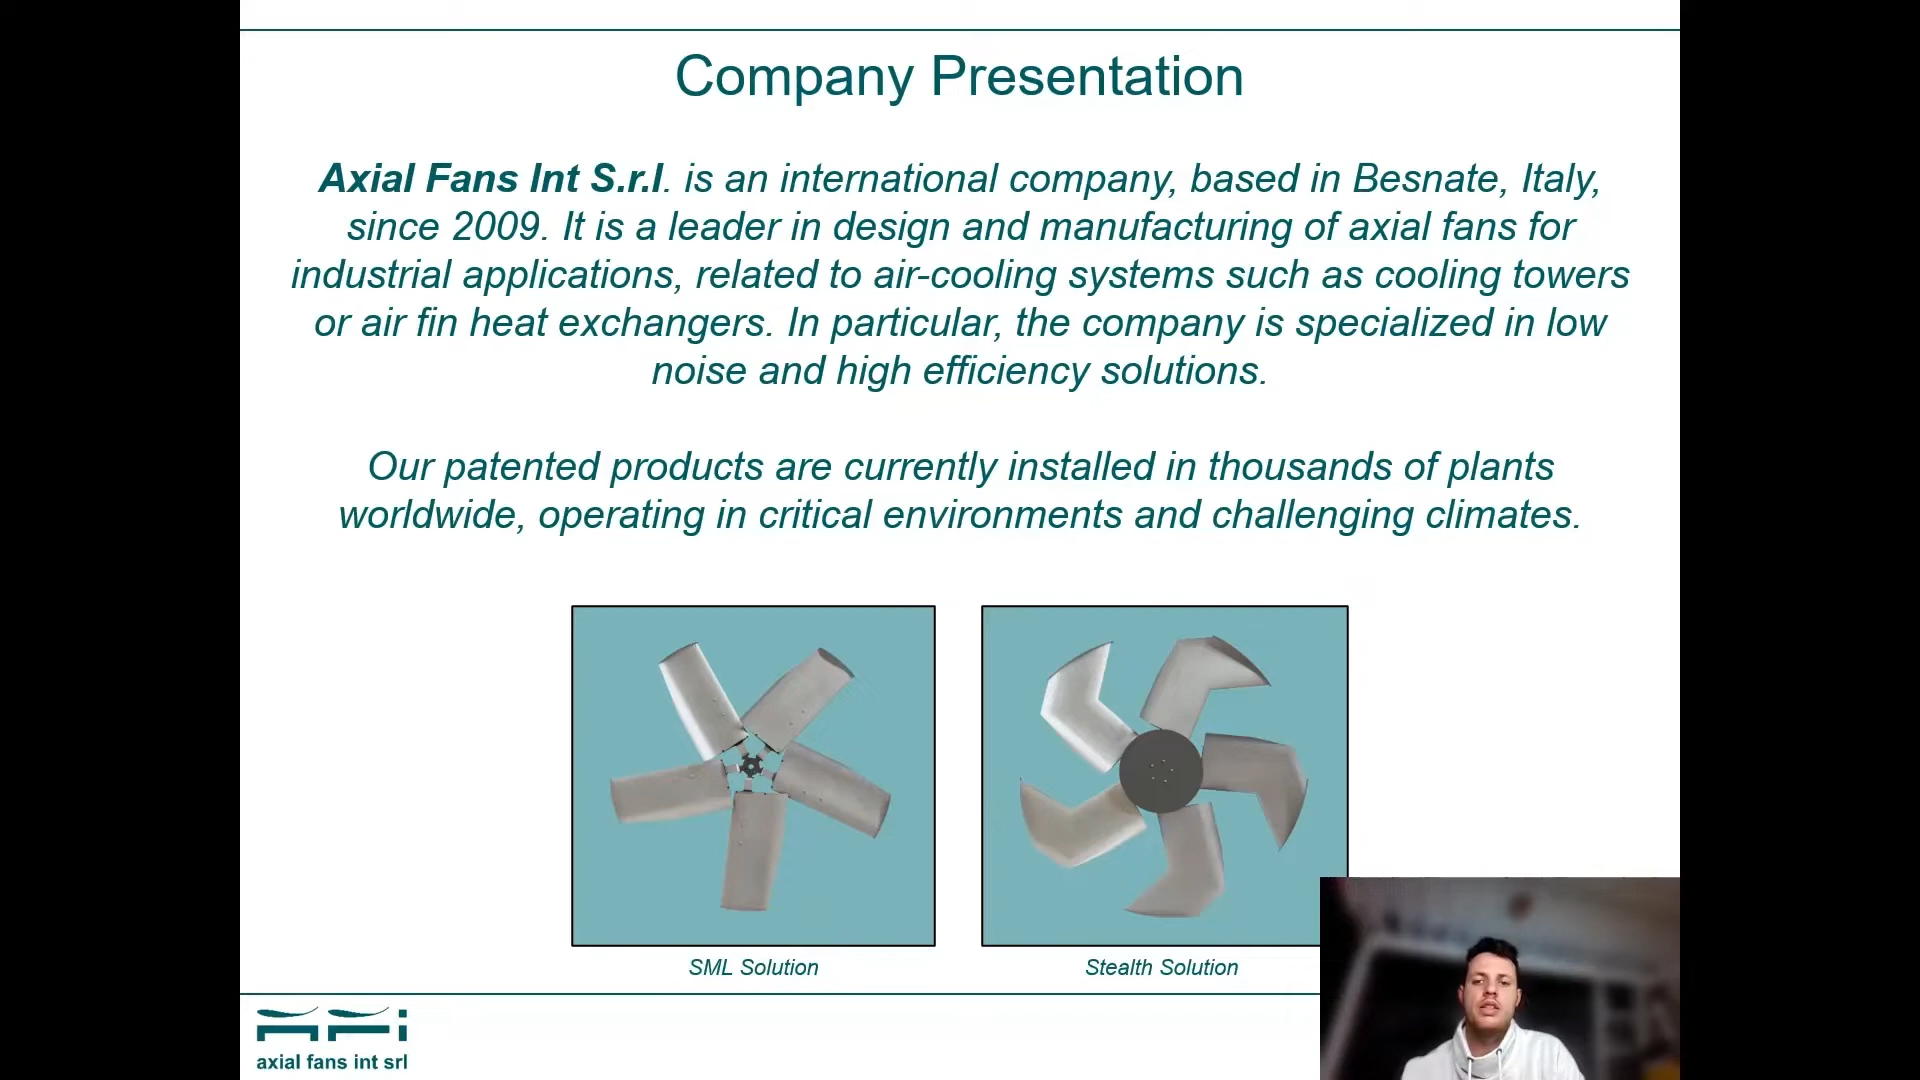 Company Presentation
Axial Fans Int S.r.l. is an international company, based in Besnate, Italy,
since 2009. It is a leader in design and manufacturing of axial fans for
industrial applications, related to air-cooling systems such as cooling towers
or air fin heat exchangers. In particular, the company is specialized in low
noise and high efficiency solutions.
Our patented products are currently installed in thousands of plants
worldwide, operating in critical environments and challenging climates.
SML Solution
Stealth Solution
axial fans int srl